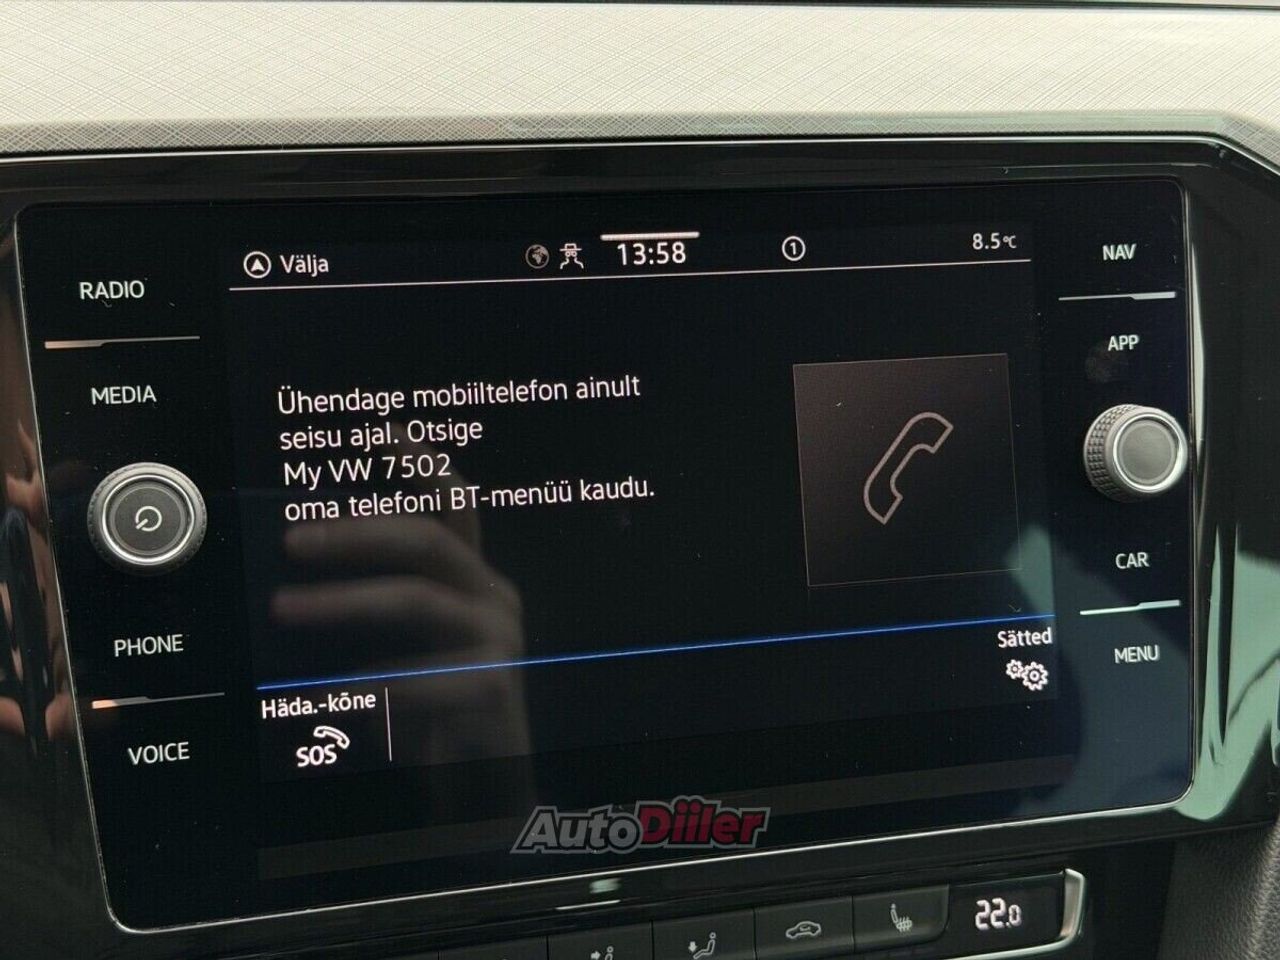 RADIO
MEDIA
PHONE
VOICE
Välja
13:58
1
8.5°C
Ühendage mobiiltelefon ainult
seisu ajal. Otsige
My VW 7502
oma telefoni BT-menüü kaudu.
Sätted
Häda.-kõne
SOS
NAV
APP
CAR
MENU
AutoDiiler
22.0